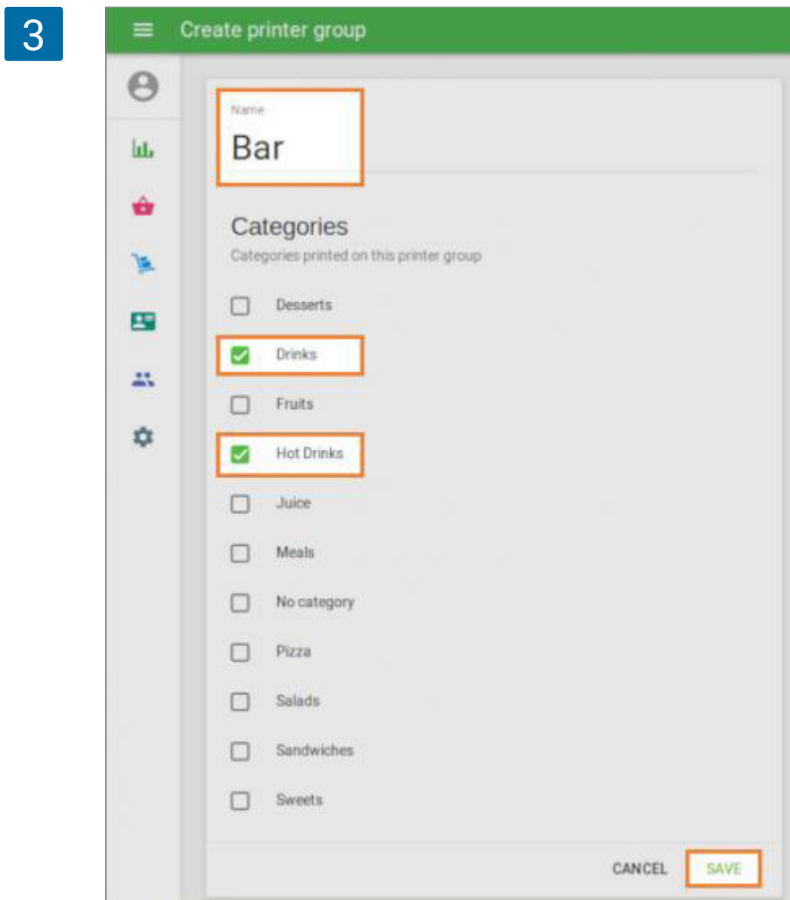 3
Create printer group
Name
Bar
Categories
Categories printed on this printer group
Desserts
Drinks
Fruits
Hot Drinks
Juice
Meals
No category
Pizza
Salads
Sandwiches
Sweets
CANCEL SAVE